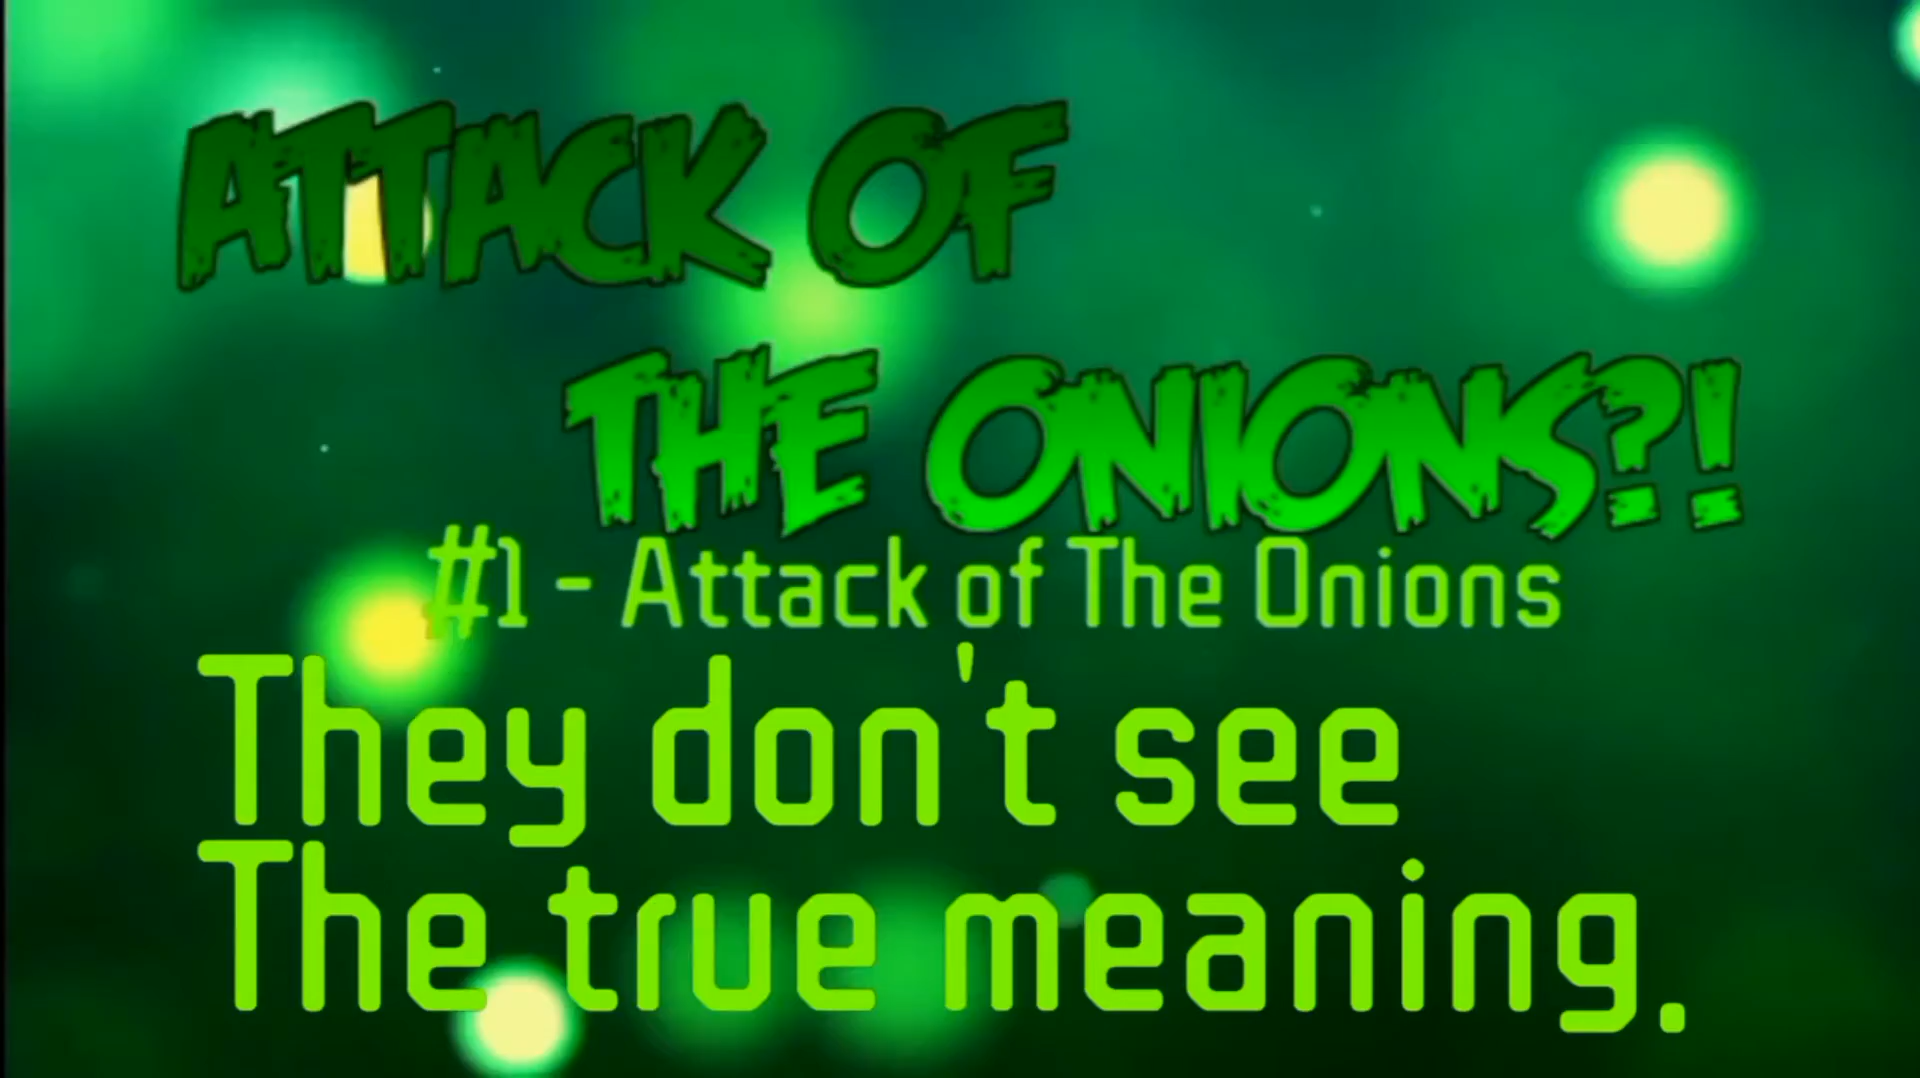 ATTACK OF
THE ONIONS?!
#1 - Attack of The Onions
They don't see
The true meaning.